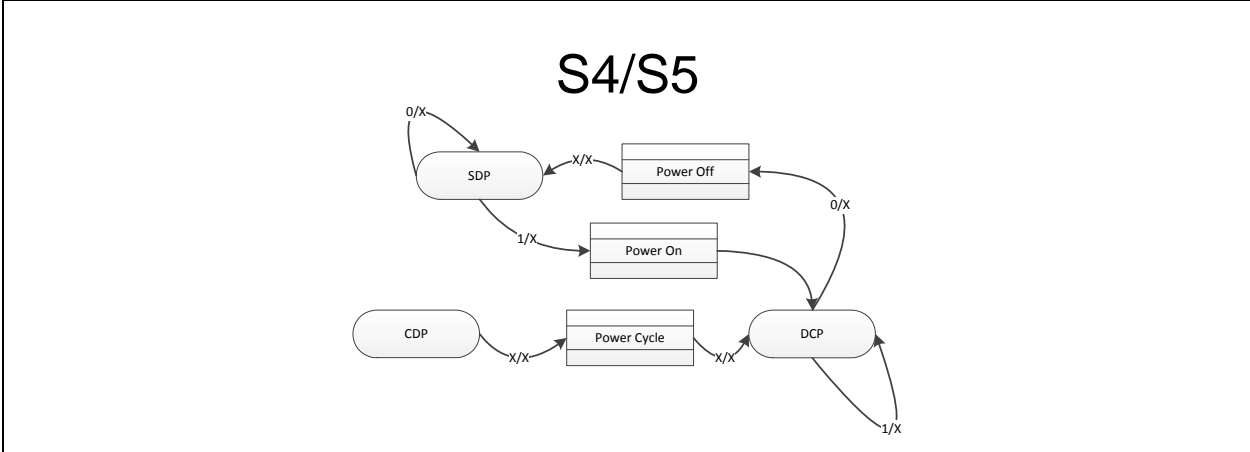 S4/S5
0/X
SDP
X/X
Power Off
0/X
1/X
Power On
CDP
X/X
Power Cycle
X/X
DCP
1/X